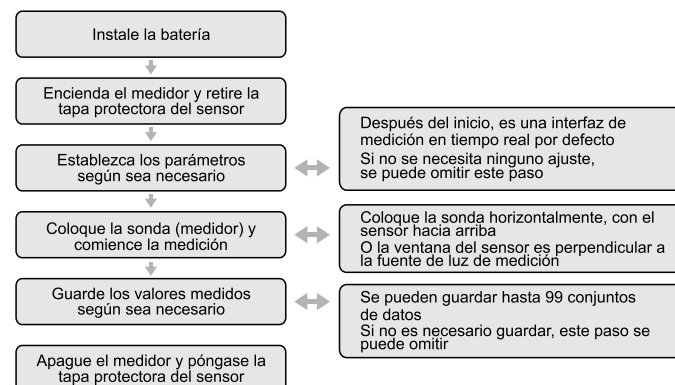 Instale la batería
Encienda el medidor y retire la
tapa protectora del sensor
Establezca los parámetros
según sea necesario
Después del inicio, es una interfaz de
medición en tiempo real por defecto
Si no se necesita ninguno ajuste,
se puede omitir este paso
Coloque la sonda (medidor) y
comience la medición
Coloque la sonda horizontalmente, con el
sensor hacia arriba
O la ventana del sensor es perpendicular a
la fuente de luz de medición
Guarde los valores medidos
según sea necesario
Se pueden guardar hasta 99 conjuntos
de datos
Si no es necesario guardar, este paso se
puede omitir
Apague el medidor y póngase la
tapa protectora del sensor